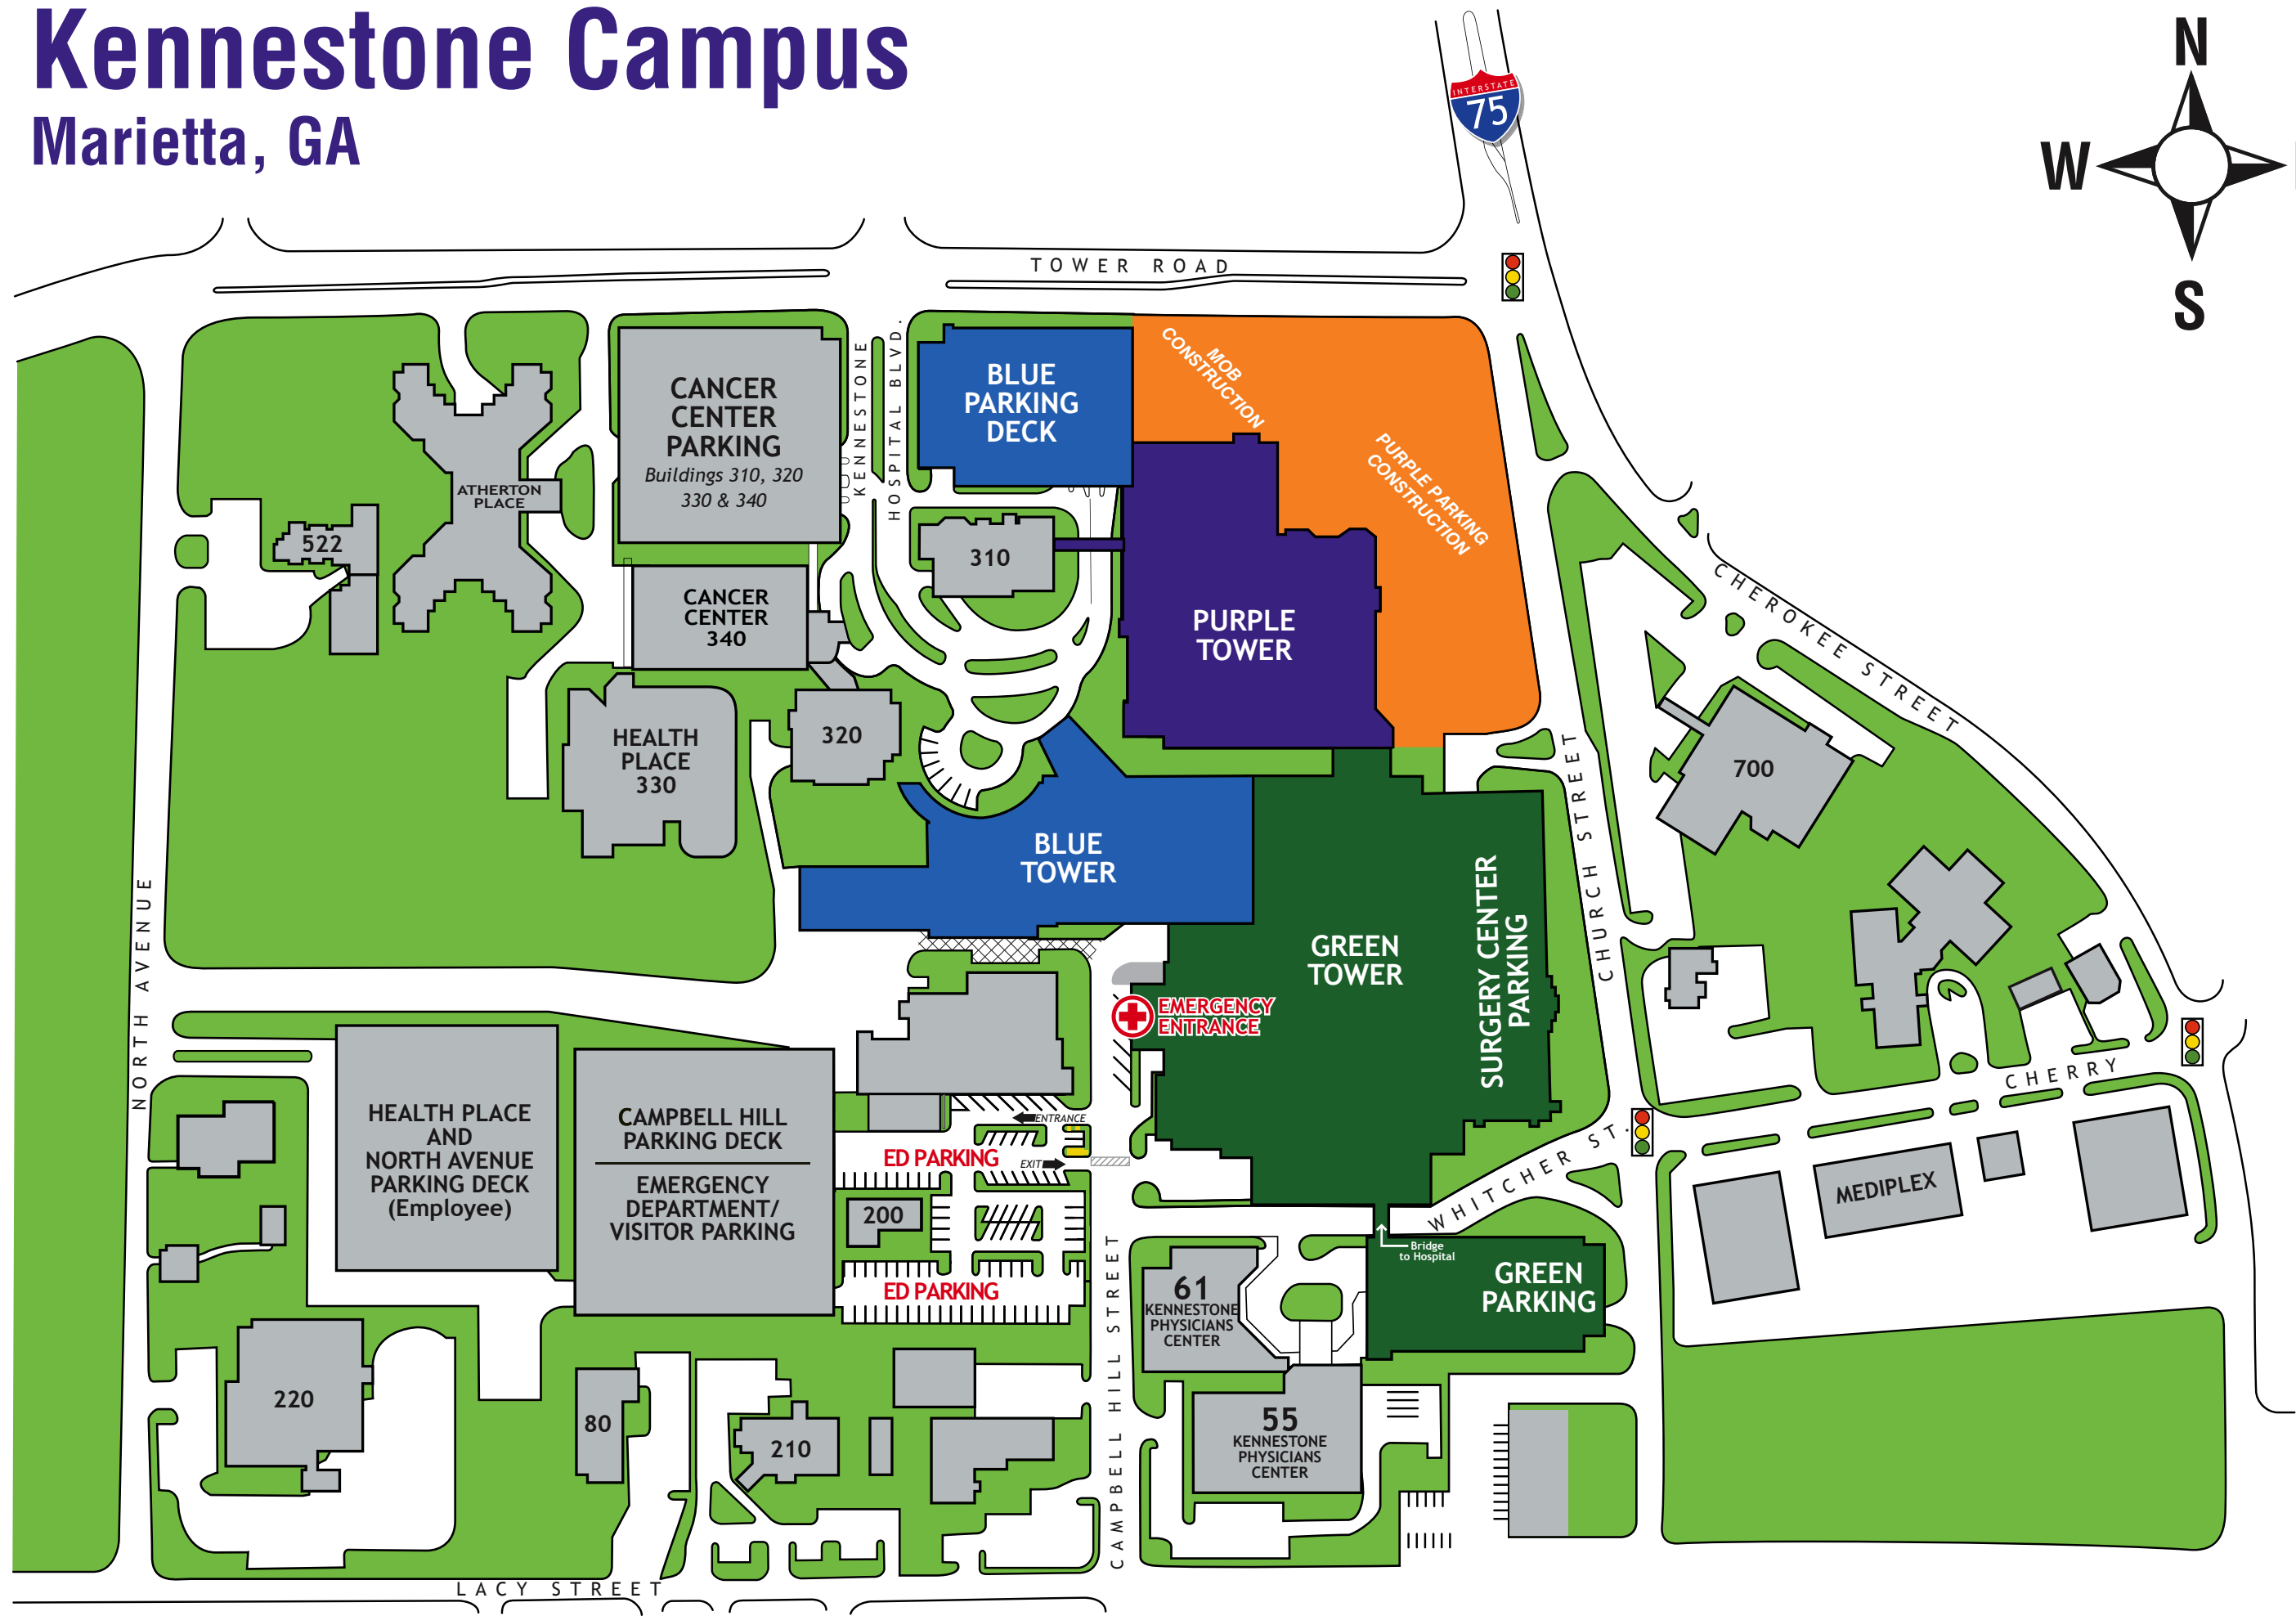 Kennestone Campus
Marietta, GA
INTERSTATE
75
N
W
S
TOWER ROAD
MOB
CONSTRUCTION
PURPLE PARKING
CONSTRUCTION
BLUE
PARKING
DECK
CANCER
CENTER
PARKING
Buildings 310, 320
330 & 340
KENNESTONE
HOSPITAL BLVD.
ATHERTON
PLACE
522
310
CANCER
CENTER
340
PURPLE
TOWER
CHEROKEE STREET
HEALTH
PLACE
330
320
700
BLUE
TOWER
CHURCH STREET
GREEN
TOWER
SURGERY CENTER
PARKING
NORTH AVENUE
EMERGENCY
ENTRANCE
CHERRY
HEALTH PLACE
AND
NORTH AVENUE
PARKING DECK
(Employee)
CAMPBELL HILL
PARKING DECK
EMERGENCY
DEPARTMENT/
VISITOR PARKING
ENTRANCE
ED PARKING
EXIT
200
ED PARKING
WHITCHER ST.
MEDIPLEX
Bridge
to Hospital
GREEN
PARKING
61
KENNESTONE
PHYSICIANS
CENTER
CAMPBELL HILL STREET
220
80
210
55
KENNESTONE
PHYSICIANS
CENTER
LACY STREET